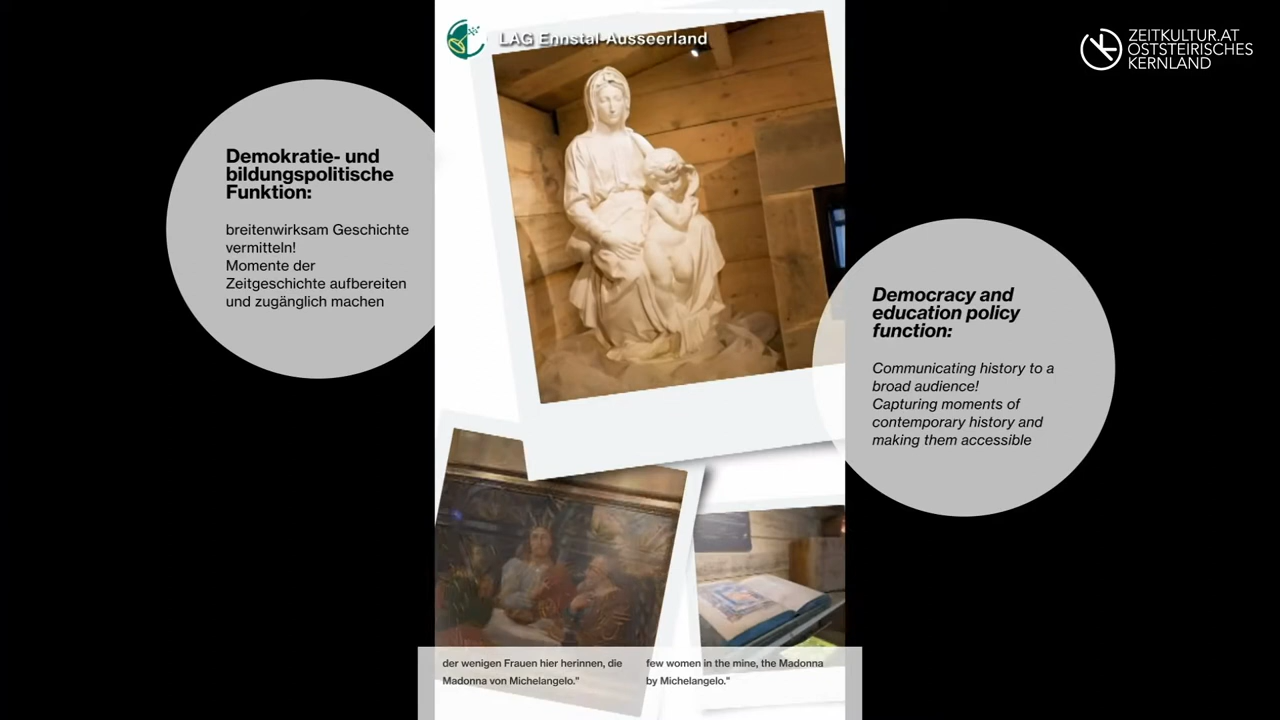 LAG Ennstal-Ausseerland
ZEITKULTUR.AT
OSTSTEIRISCHES
KERNLAND
Demokratie- und
bildungspolitische
Funktion:
breitenwirksam Geschichte
vermitteln!
Momente der
Zeitgeschichte aufbereiten
und zugänglich machen
Democracy and
education policy
function:
Communicating history to a
broad audience!
Capturing moments of
contemporary history and
making them accessible
der wenigen Frauen hier herinnen, die
Madonna von Michelangelo."
few women in the mine, the Madonna
by Michelangelo."